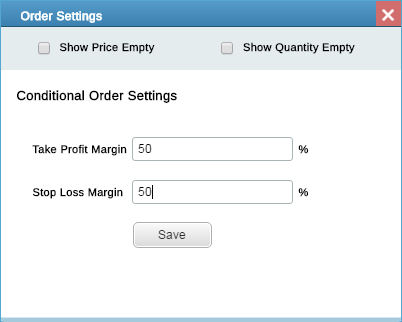 Order Settings
Show Price Empty Show Quantity Empty
Conditional Order Settings
Take Profit Margin 50 %
Stop Loss Margin 50 %
Save